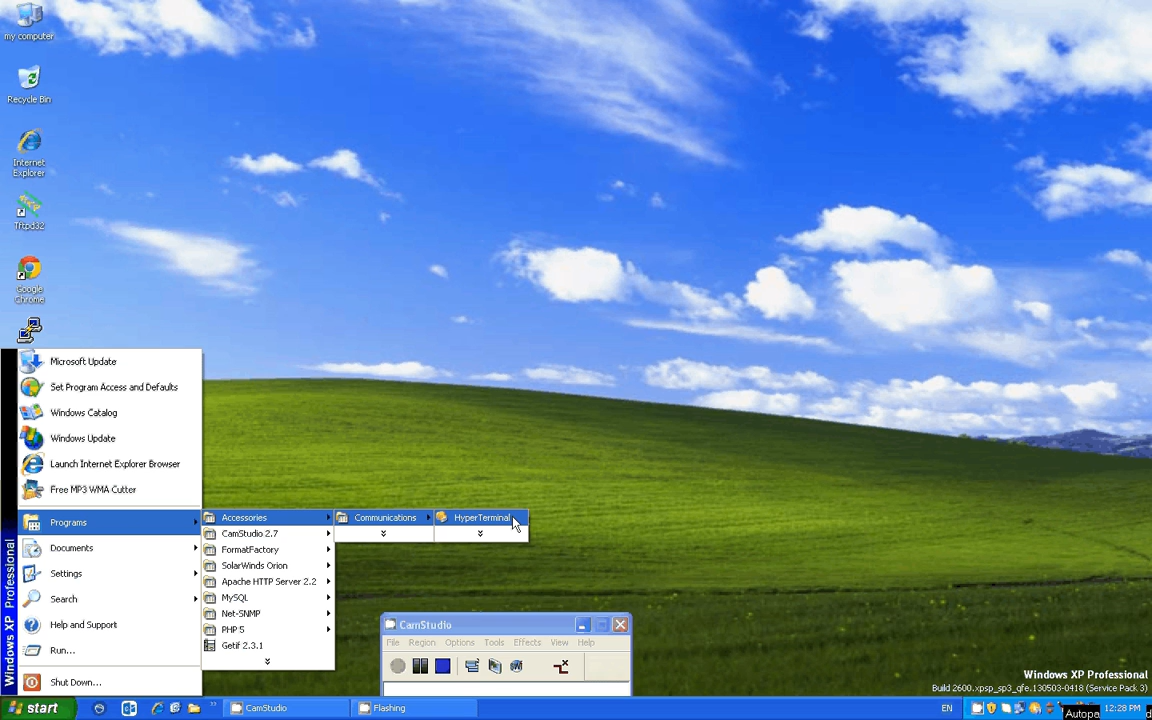 my computer
Recycle Bin
Internet
Explorer
Tftpd32
Google
Chrome
Microsoft Update
Set Program Access and Defaults
Windows Catalog
Windows Update
Launch Internet Explorer Browser
Free MP3 WMA Cutter
Programs
Documents
Settings
Search
Help and Support
Run...
Shut Down...
Windows XP Professional
Accessories
CamStudio 2.7
FormatFactory
SolarWinds Orion
Apache HTTP Server 2.2
MySQL
Net-SNMP
PHP 5
Getif 2.3.1
Communications
HyperTerminal
CamStudio
File Region Options Tools Effects View Help
Windows XP Professional
Build 2600.xpsp_sp3_qfe.130503-0418 (Service Pack 3)
start
CamStudio
Flashing
EN
12:28 PM
Autopa